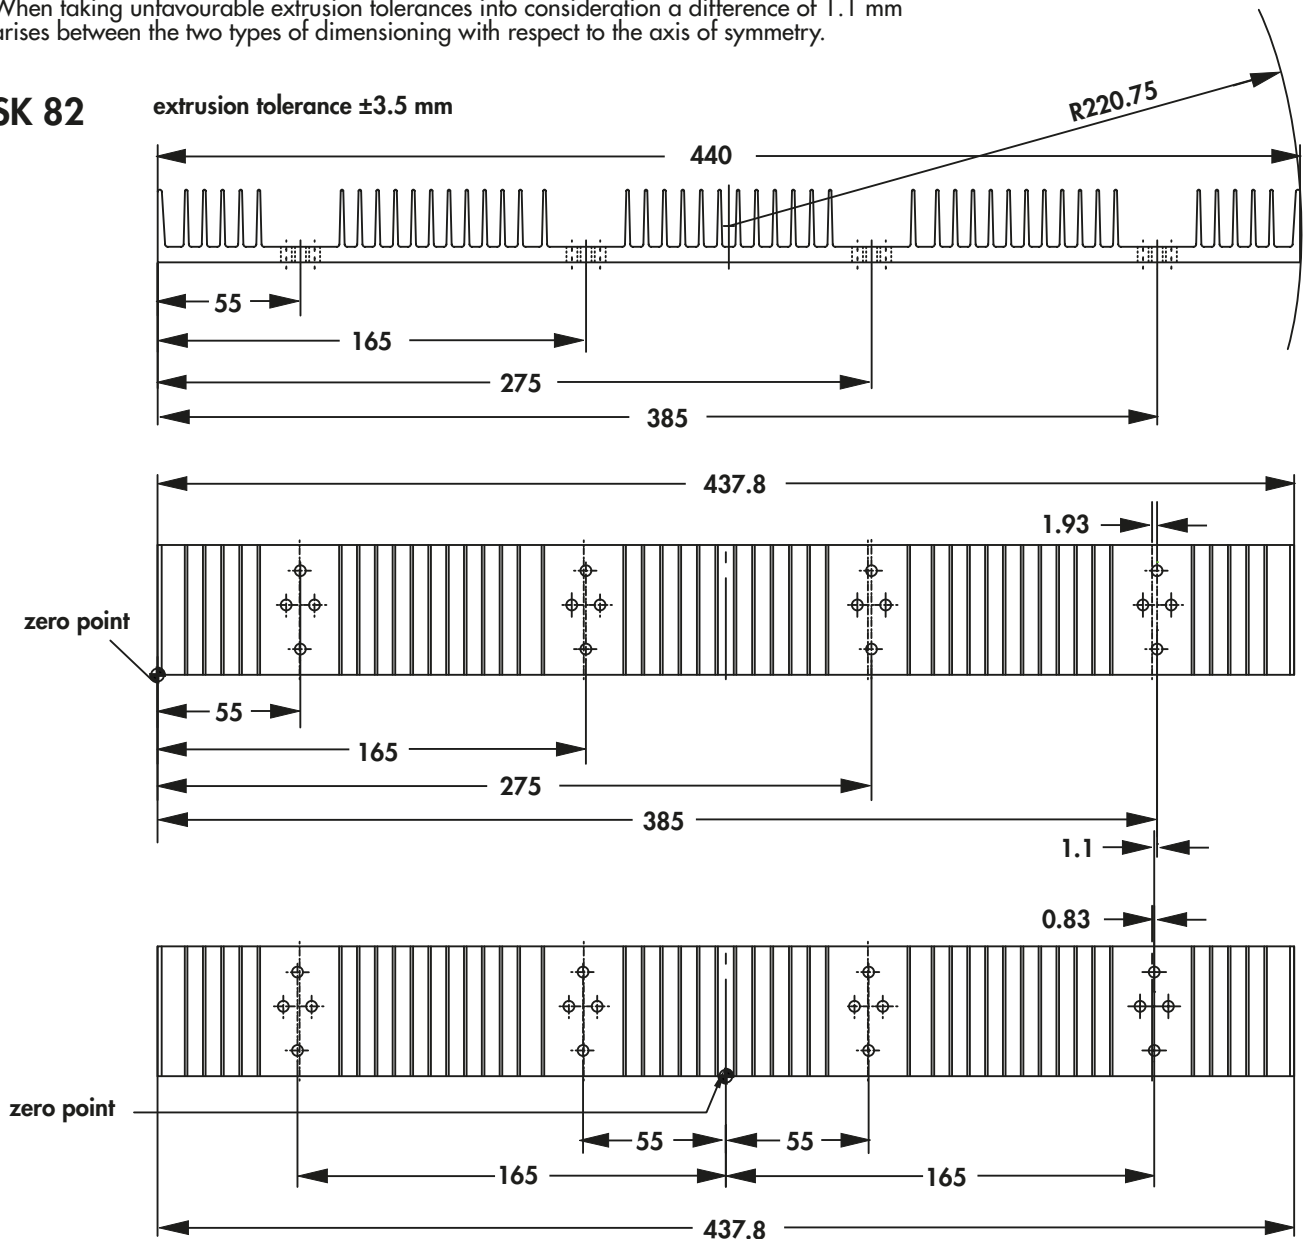 When taking unfavourable extrusion tolerances into consideration a difference of 1.1 mm
arises between the two types of dimensioning with respect to the axis of symmetry.
SK 82
extrusion tolerance ±3.5 mm
R220.75
440
55
165
275
385
437.8
1.93
zero point
55
165
275
385
1.1
0.83
zero point
55 55
165 165
437.8